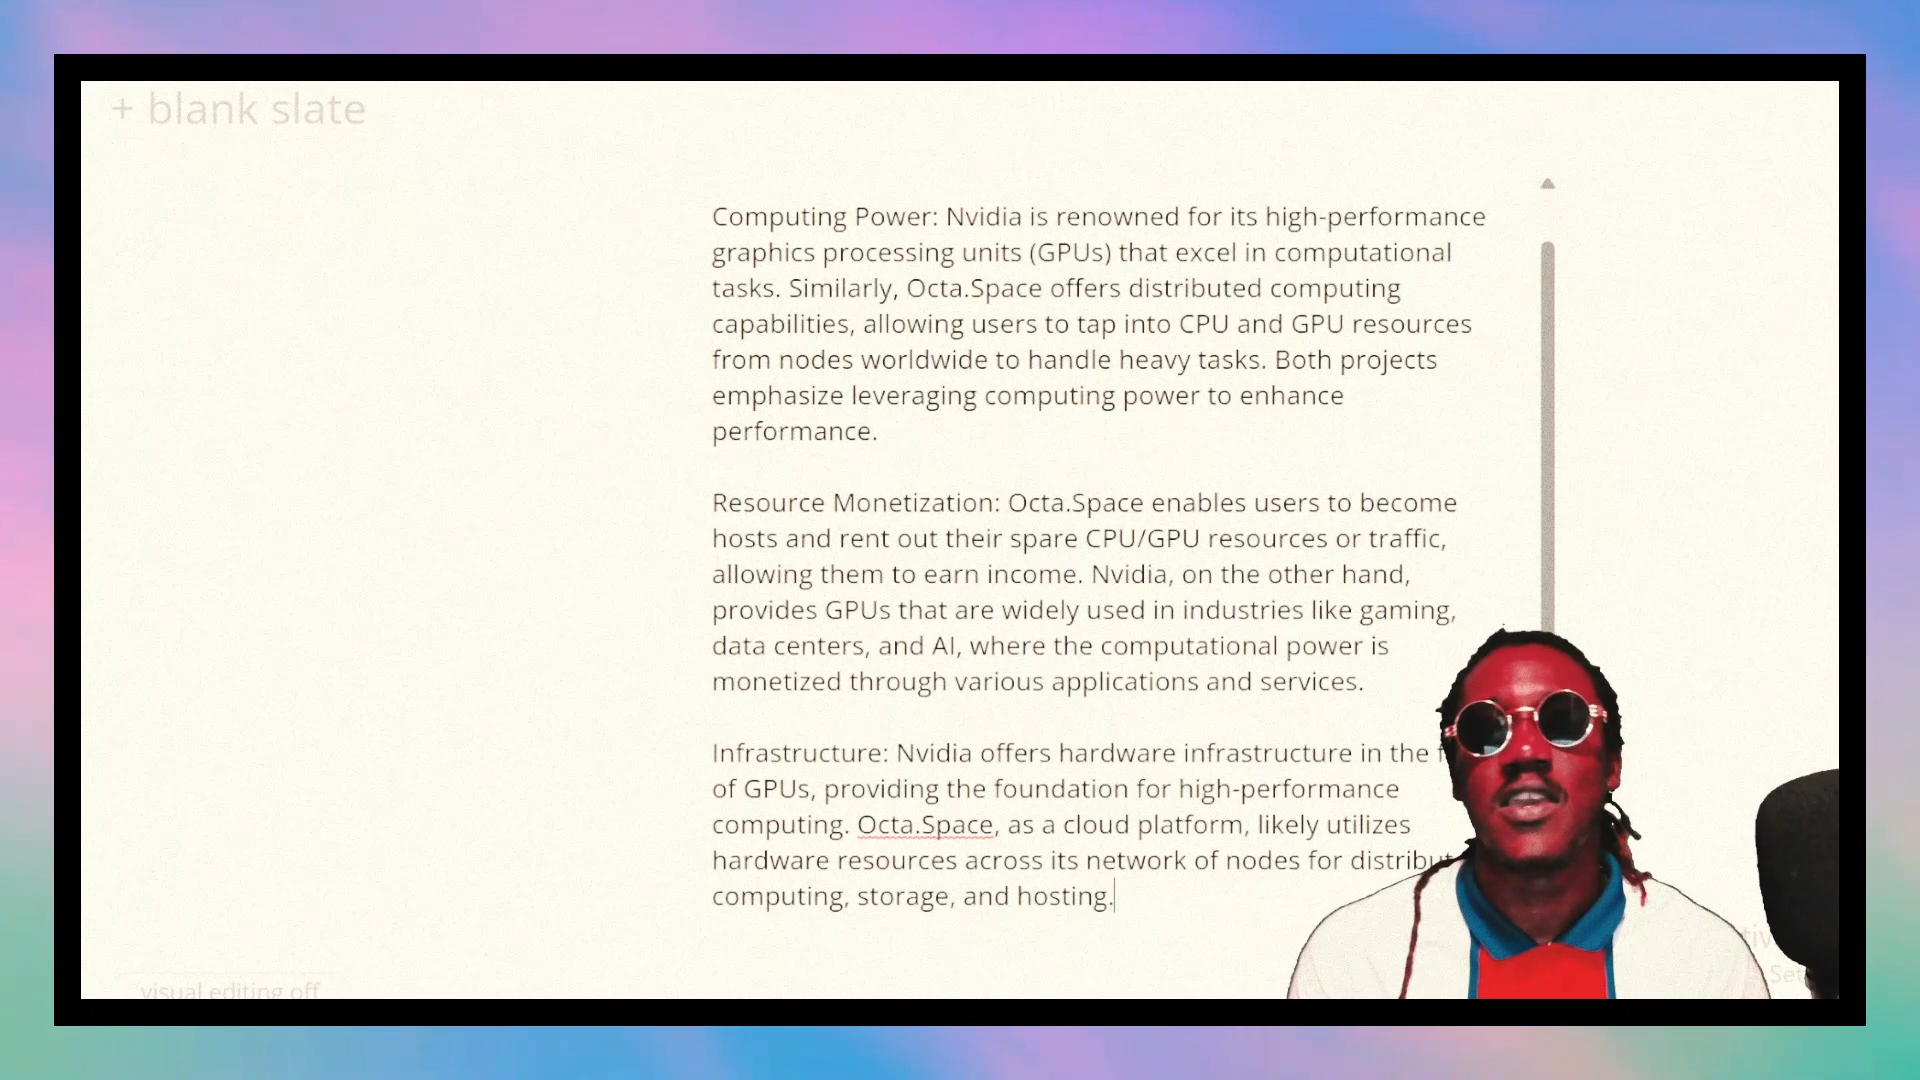 + blank slate
Computing Power: Nvidia is renowned for its high-performance
graphics processing units (GPUs) that excel in computational
tasks. Similarly, Octa.Space offers distributed computing
capabilities, allowing users to tap into CPU and GPU resources
from nodes worldwide to handle heavy tasks. Both projects
emphasize leveraging computing power to enhance
performance.
Resource Monetization: Octa.Space enables users to become
hosts and rent out their spare CPU/GPU resources or traffic,
allowing them to earn income. Nvidia, on the other hand,
provides GPUs that are widely used in industries like gaming,
data centers, and AI, where the computational power is
monetized through various applications and services.
Infrastructure: Nvidia offers hardware infrastructure in the
of GPUs, providing the foundation for high-performance
computing. Octa.Space, as a cloud platform, likely utilizes
hardware resources across its network of nodes for
computing, storage, and hosting.
visual editing off